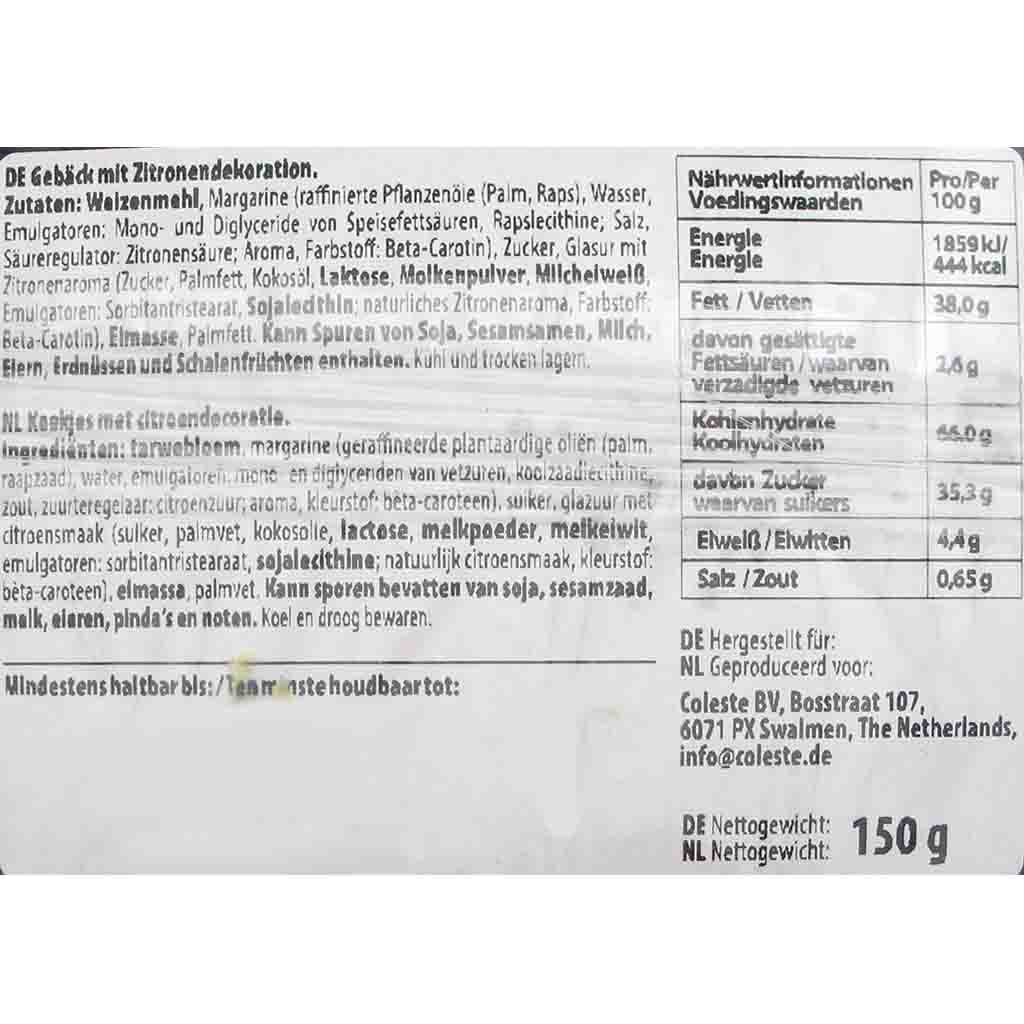 DE Gebäck mit Zitronendekoration.
Zutaten: Weizenmehl, Margarine (raffinierte Pflanzenöle (Palm, Raps), Wasser,
Emulgatoren: Mono- und Diglyceride von Speisefettsäuren, Rapslecithine; Salz,
Säureregulator: Zitronensäure; Aroma, Farbstoff: Beta-Carotin), Zucker, Glasur mit
Zitronenaroma (Zucker, Palmfett, Kokosöl, Laktose, Molkenpulver, Milcheiweiß,
Emulgatoren: Sorbitantristearat, Sojalecithin; natürliches Zitronenaroma, Farbstoff:
Beta-Carotin), Eimasse, Palmfett. Kann Spuren von Soja, Sesamsamen, Milch,
Eiern, Erdnüssen und Schalenfrüchten enthalten. Kühl und trocken lagern.
NL Koekjes met citroendecoratie.
Ingrediënten: tarwebloem, margarine (geraffineerde plantaardige oliën (palm,
raapzaad), water, emulgatoren: mono- en diglyceriden van vetzuren, koolzaadlecithine,
zout, zuurteregelaar: citroenzuur; aroma, kleurstof: bèta-caroteen), suiker, glazuur met
citroensmaak (suiker, palmvet, kokosolie, lactose, melkpoeder, melkeiwit,
emulgatoren: sorbitantristearaat, sojalecithine; natuurlijk citroensmaak, kleurstof:
bèta-caroteen), eimassa, palmvet. Kann sporen bevatten van soja, sesamzaad,
melk, eieren, pinda's en noten. Koel en droog bewaren.
Mindestens haltbar bis: / Ten minste houdbaar tot:
Nährwertinformationen Pro/Per
Voedingswaarden 100 g
Energie 1859 kJ/
Energie 444 kcal
Fett / Vetten 38,0 g
davon gesättigte
Fettsäuren / waarvan 2,6 g
verzadigde vetzuren
Kohlenhydrate
Koolhydraten 66.0 g
davon Zucker
waarvan suikers 35,3 g
Eiweiß / Eiwitten 4,4 g
Salz / Zout 0,65 g
DE Hergestellt für:
NL Geproduceerd voor:
Coleste BV, Bosstraat 107,
6071 PX Swalmen, The Netherlands,
info@coleste.de
DE Nettogewicht: 150 g
NL Nettogewicht: